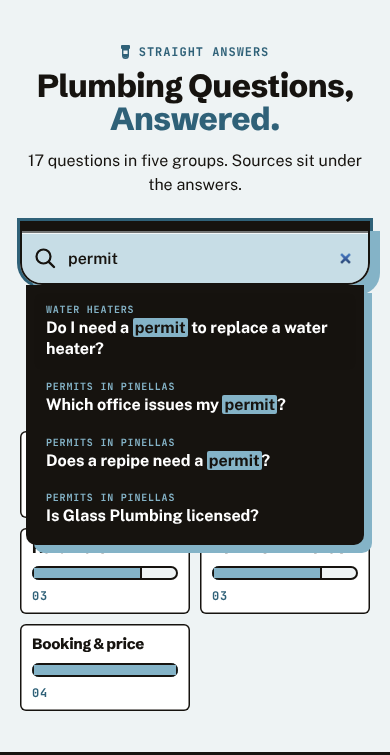 STRAIGHT ANSWERS
Plumbing Questions,
Answered.
17 questions in five groups. Sources sit under
the answers.
permit
WATER HEATERS
Do I need a permit to replace a water
heater?
PERMITS IN PINELLAS
Which office issues my permit?
PERMITS IN PINELLAS
Does a repipe need a permit?
PERMITS IN PINELLAS
Is Glass Plumbing licensed?
03
03
Booking & price
04